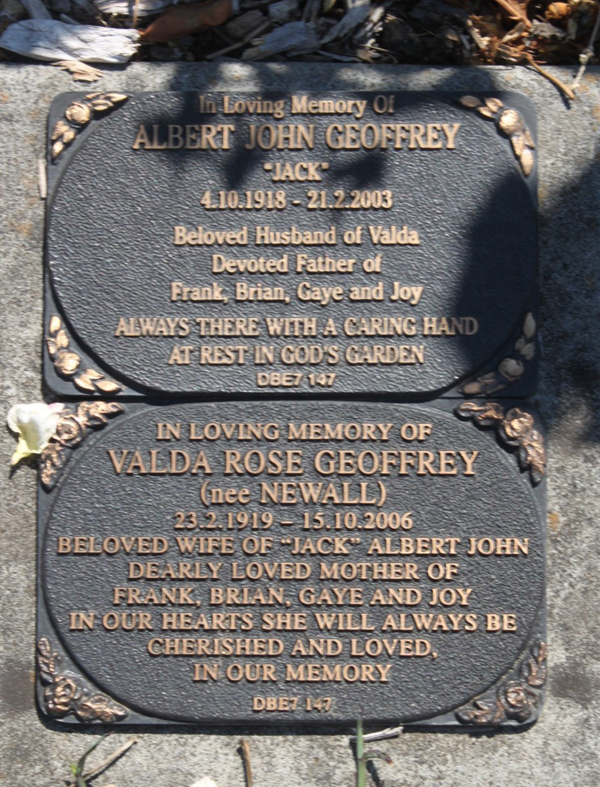 In Loving Memory Of
ALBERT JOHN GEOFFREY
"JACK"
4.10.1918 - 21.2.2003
Beloved Husband of Valda
Devoted Father of
Frank, Brian, Gaye and Joy
ALWAYS THERE WITH A CARING HAND
AT REST IN GOD'S GARDEN
DBE7 147
IN LOVING MEMORY OF
VALDA ROSE GEOFFREY
(nee NEWALL)
23.2.1919 – 15.10.2006
BELOVED WIFE OF "JACK" ALBERT JOHN
DEARLY LOVED MOTHER OF
FRANK, BRIAN, GAYE AND JOY
IN OUR HEARTS SHE WILL ALWAYS BE
CHERISHED AND LOVED,
IN OUR MEMORY
DBE7 147